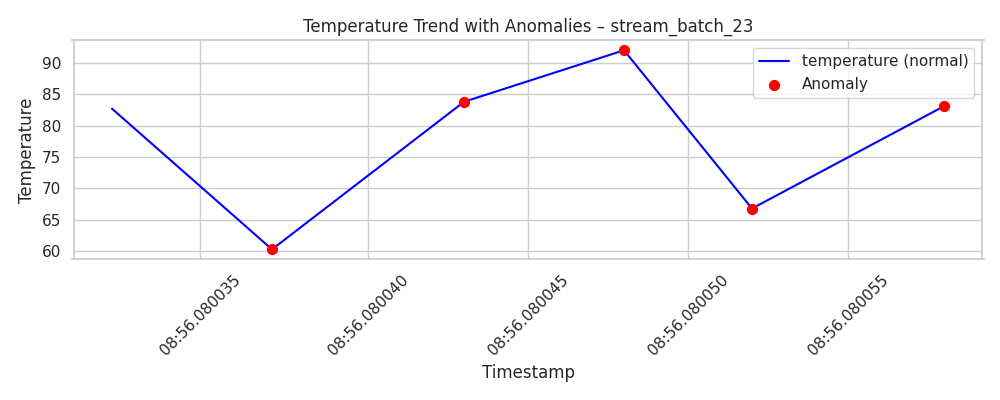 Temperature Trend with Anomalies – stream_batch_23
temperature (normal)
Anomaly
Temperature
90
85
80
75
70
65
60
08:56.080035
08:56.080040
08:56.080045
08:56.080050
08:56.080055
Timestamp